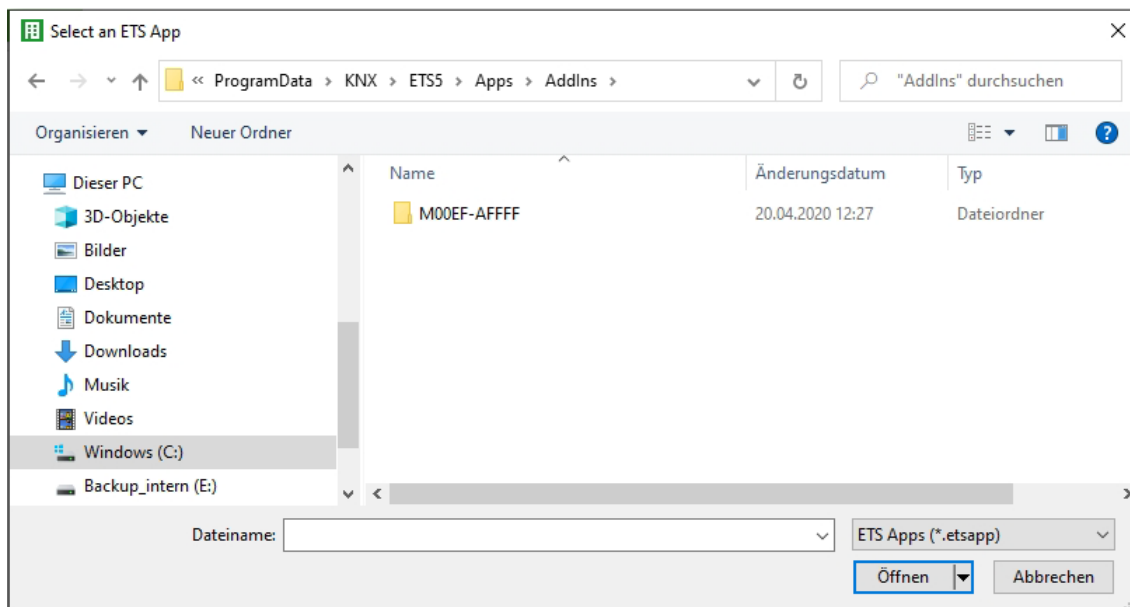 Select an ETS App
« ProgramData › KNX › ETS5 › Apps › AddIns ›
"AddIns" durchsuchen
Organisieren
Neuer Ordner
Name
Änderungsdatum
Typ
Dieser PC
3D-Objekte
Bilder
Desktop
Dokumente
Downloads
Musik
Videos
Windows (C:)
Backup_intern (E:)
M00EF-AFFFF
20.04.2020 12:27
Dateiordner
Dateiname:
ETS Apps (*.etsapp)
Öffnen
Abbrechen